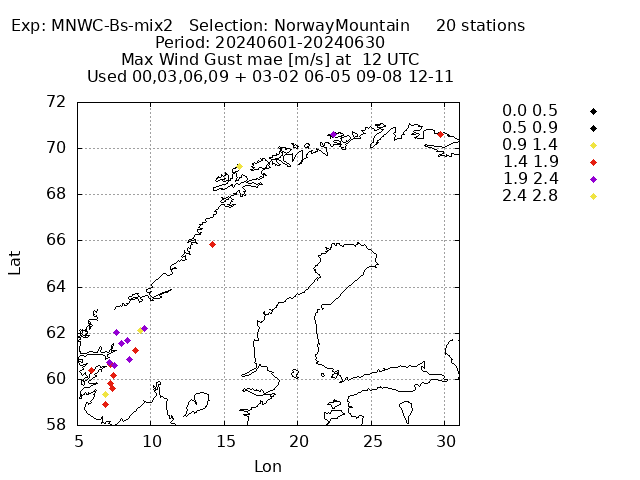 Exp: MNWC-Bs-mix2   Selection: NorwayMountain     20 stations
Period: 20240601-20240630
Max Wind Gust mae [m/s] at  12 UTC
Used 00,03,06,09 + 03-02 06-05 09-08 12-11
72
70
68
66
64
62
60
58
5 10 15 20 25 30
Lat
Lon
0.0 0.5
0.5 0.9
0.9 1.4
1.4 1.9
1.9 2.4
2.4 2.8